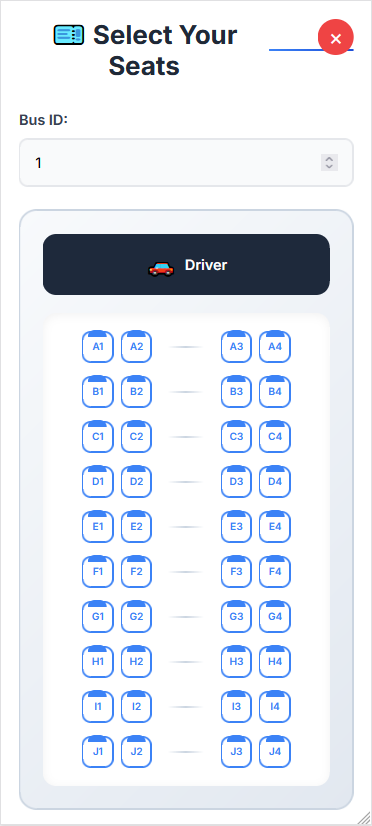 Select Your
Seats
Bus ID:
1
Driver
A1 A2 A3 A4
B1 B2 B3 B4
C1 C2 C3 C4
D1 D2 D3 D4
E1 E2 E3 E4
F1 F2 F3 F4
G1 G2 G3 G4
H1 H2 H3 H4
I1 I2 I3 I4
J1 J2 J3 J4